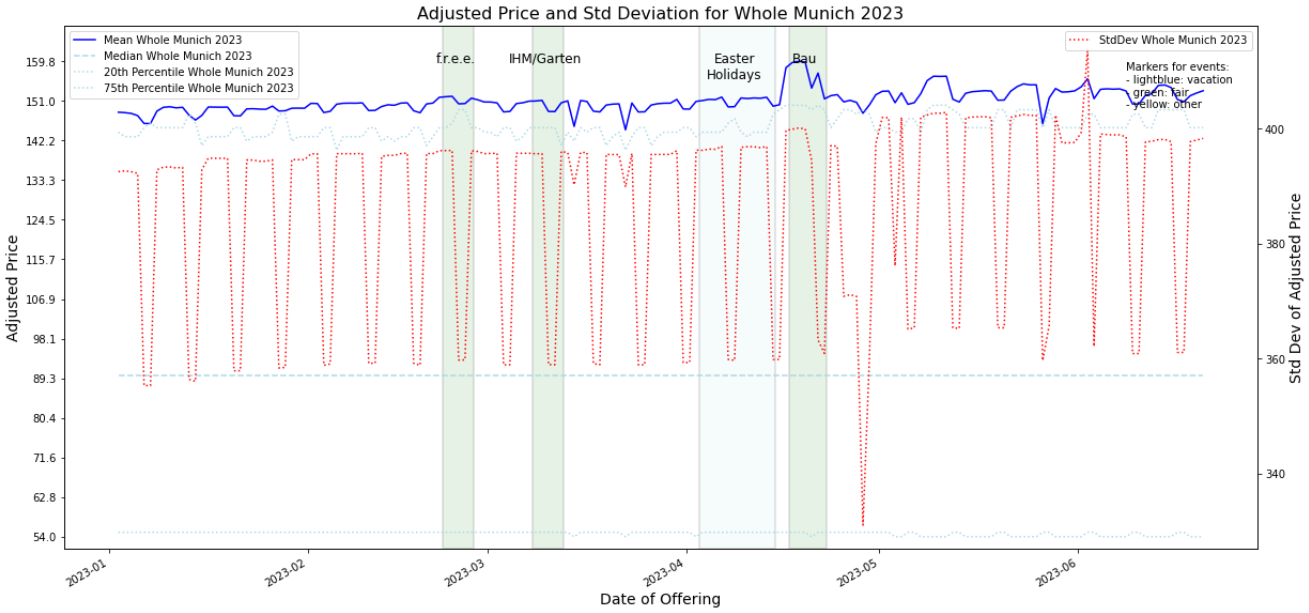 Adjusted Price and Std Deviation for Whole Munich 2023
Mean Whole Munich 2023
Median Whole Munich 2023
20th Percentile Whole Munich 2023
75th Percentile Whole Munich 2023
StdDev Whole Munich 2023
Markers for events:
- lightblue: vacation
- green: fair
- yellow: other
f.r.e.e.
IHM/Garten
Easter
Holidays
Bau
Adjusted Price
159.8
151.0
142.2
133.3
124.5
115.7
106.9
98.1
89.3
80.4
71.6
62.8
54.0
Std Dev of Adjusted Price
400
380
360
340
2023-01
2023-02
2023-03
2023-04
2023-05
2023-06
Date of Offering